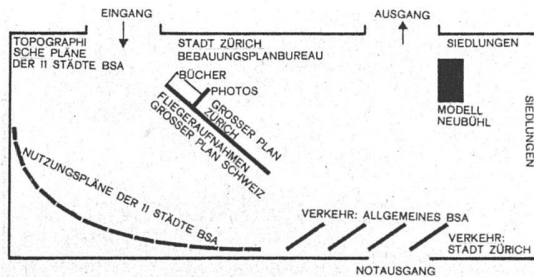 EINGANG
AUSGANG
TOPOGRAPHI
SCHE PLÄNE
DER 11 STÄDTE BSA
STADT ZÜRICH
BEBAUUNGSPLANBUREAU
SIEDLUNGEN
BÜCHER
PHOTOS
GROSSER PLAN
ZÜRICH
FLIEGERAUFNAHMEN
GROSSER PLAN SCHWEIZ
MODELL
NEUBÜHL
SIEDLUNGEN
NUTZUNGSPLÄNE DER 11 STÄDTE BSA
VERKEHR: ALLGEMEINES BSA
VERKEHR:
STADT ZÜRICH
NOTAUSGANG